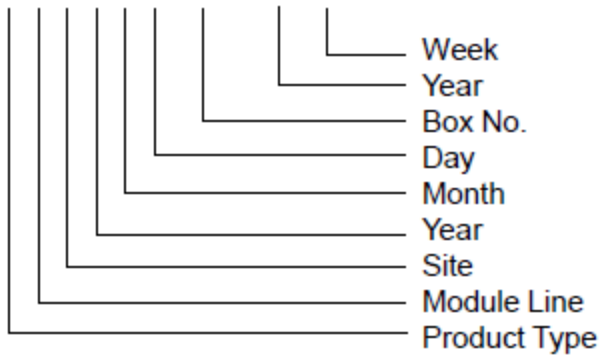 Week
Year
Box No.
Day
Month
Year
Site
Module Line
Product Type